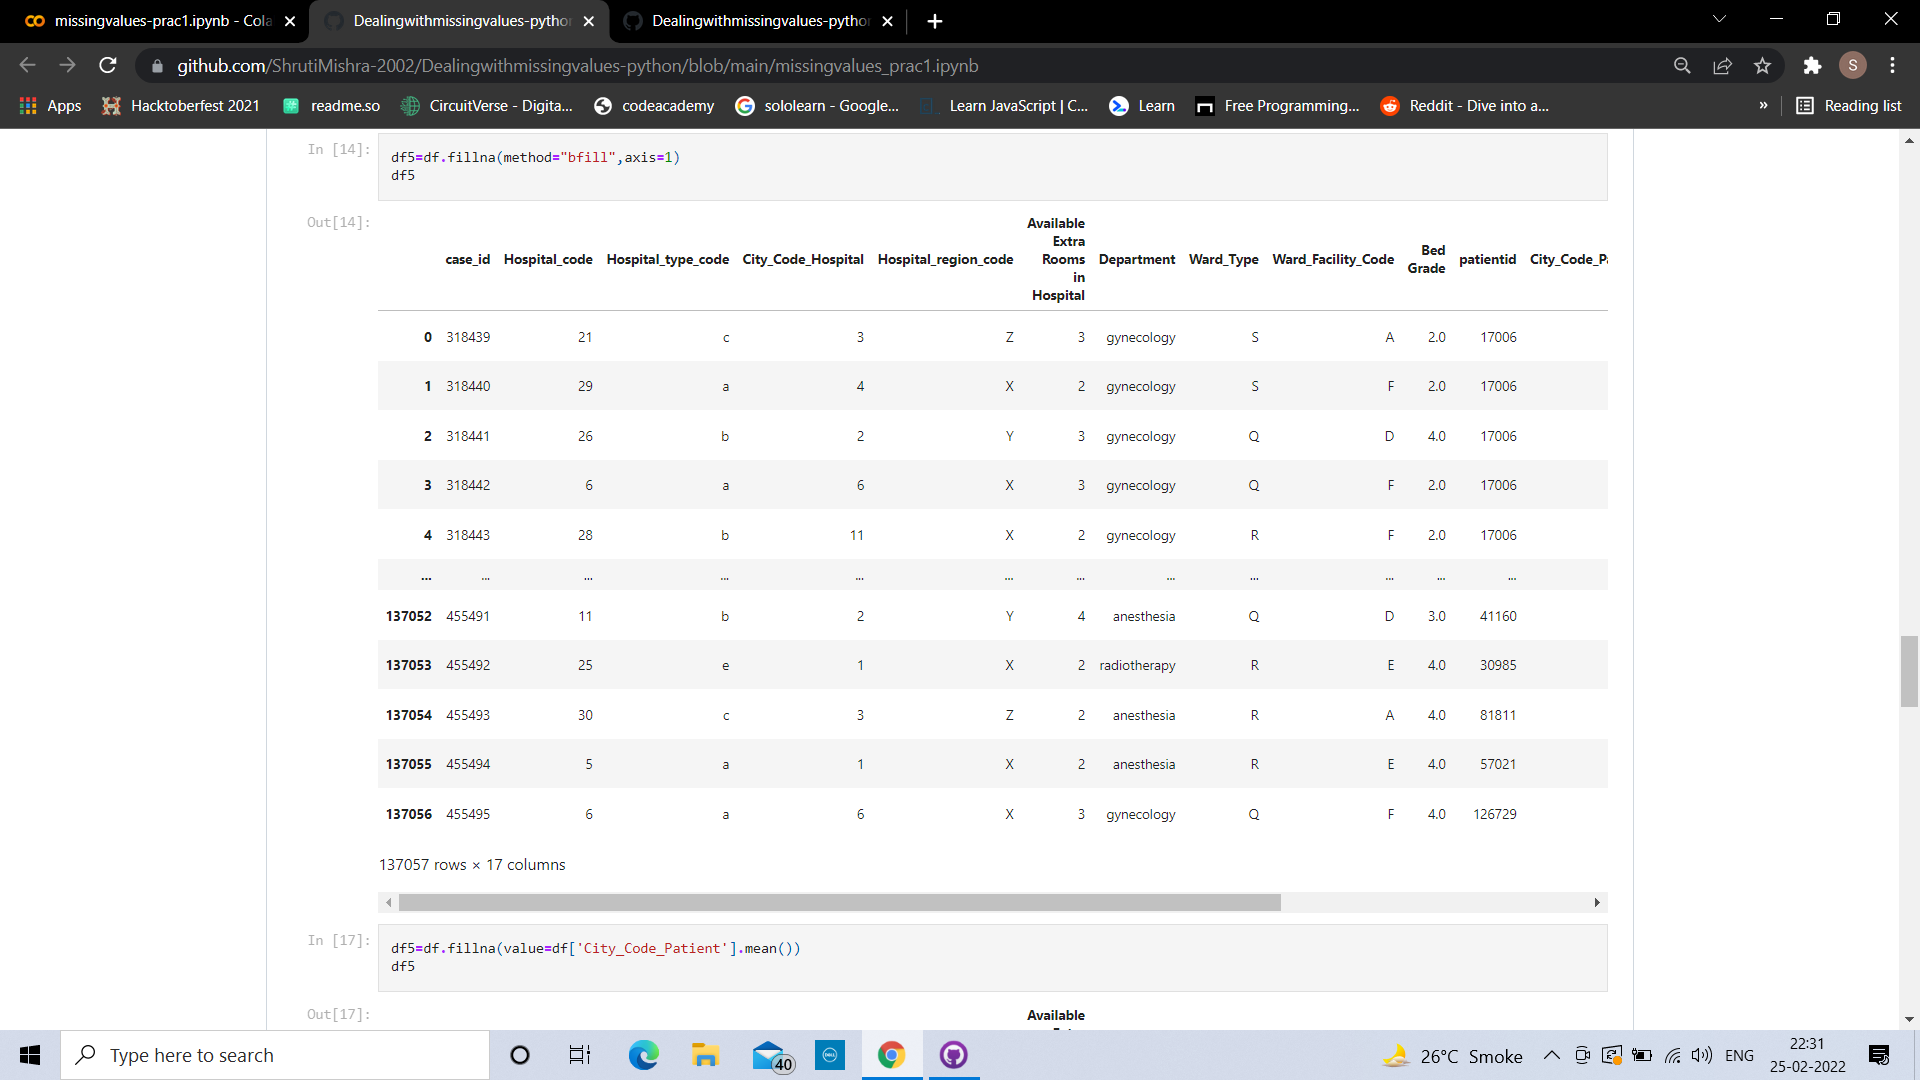 missingvalues-prac1.ipynb - Cola
Dealingwithmissingvalues-pythor
Dealingwithmissingvalues-pythor
github.com/ShrutiMishra-2002/Dealingwithmissingvalues-python/blob/main/missingvalues_prac1.ipynb
S
Apps Hacktoberfest 2021 readme.so CircuitVerse - Digita... codeacademy sololearn - Google... Learn JavaScript | C... Learn Free Programming... Reddit - Dive into a... » Reading list
In [14]:
df5=df.fillna(method="bfill",axis=1)
df5
Out[14]:
case_id Hospital_code Hospital_type_code City_Code_Hospital Hospital_region_code Available Extra Rooms in Hospital Department Ward_Type Ward_Facility_Code Bed Grade patientid City_Code_Pa
0 318439 21 c 3 Z 3 gynecology S A 2.0 17006
1 318440 29 a 4 X 2 gynecology S F 2.0 17006
2 318441 26 b 2 Y 3 gynecology Q D 4.0 17006
3 318442 6 a 6 X 3 gynecology Q F 2.0 17006
4 318443 28 b 11 X 2 gynecology R F 2.0 17006
... ... ... ... ... ... ... ... ... ... ... ...
137052 455491 11 b 2 Y 4 anesthesia Q D 3.0 41160
137053 455492 25 e 1 X 2 radiotherapy R E 4.0 30985
137054 455493 30 c 3 Z 2 anesthesia R A 4.0 81811
137055 455494 5 a 1 X 2 anesthesia R E 4.0 57021
137056 455495 6 a 6 X 3 gynecology Q F 4.0 126729
137057 rows × 17 columns
In [17]:
df5=df.fillna(value=df['City_Code_Patient'].mean())
df5
Out[17]:
Available
Type here to search
40
DELL
26°C Smoke
ENG
22:31
25-02-2022